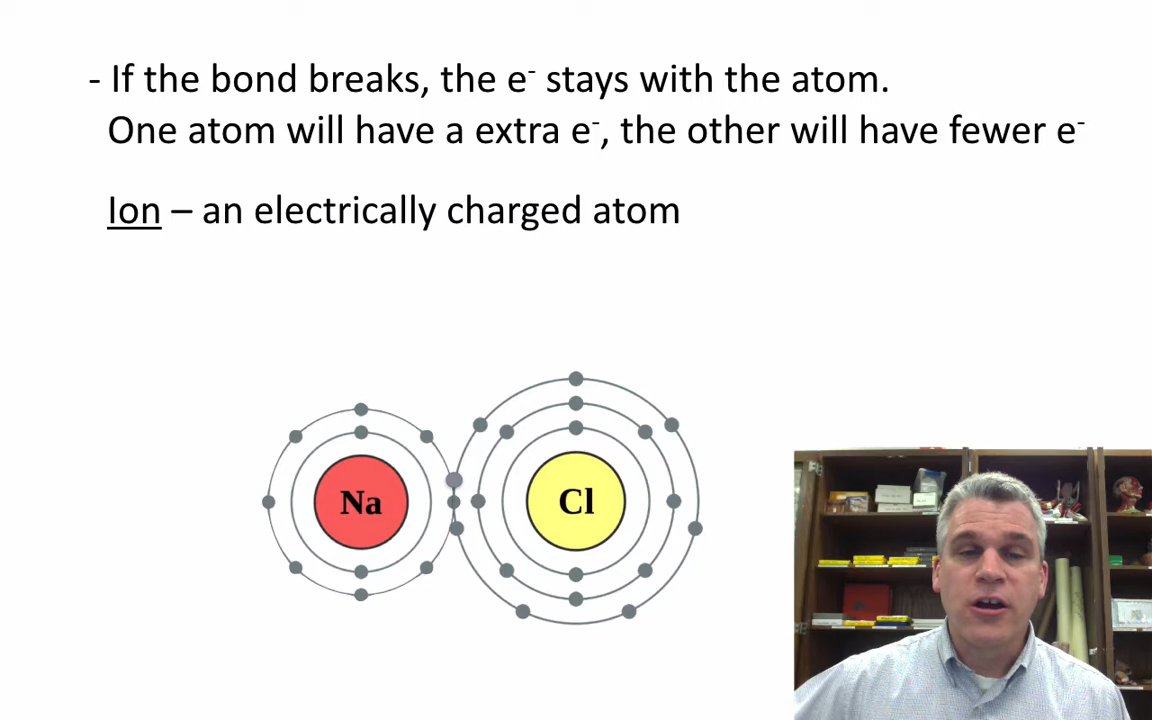 - If the bond breaks, the e⁻ stays with the atom.
One atom will have a extra e⁻, the other will have fewer e⁻
Ion – an electrically charged atom
Na
Cl